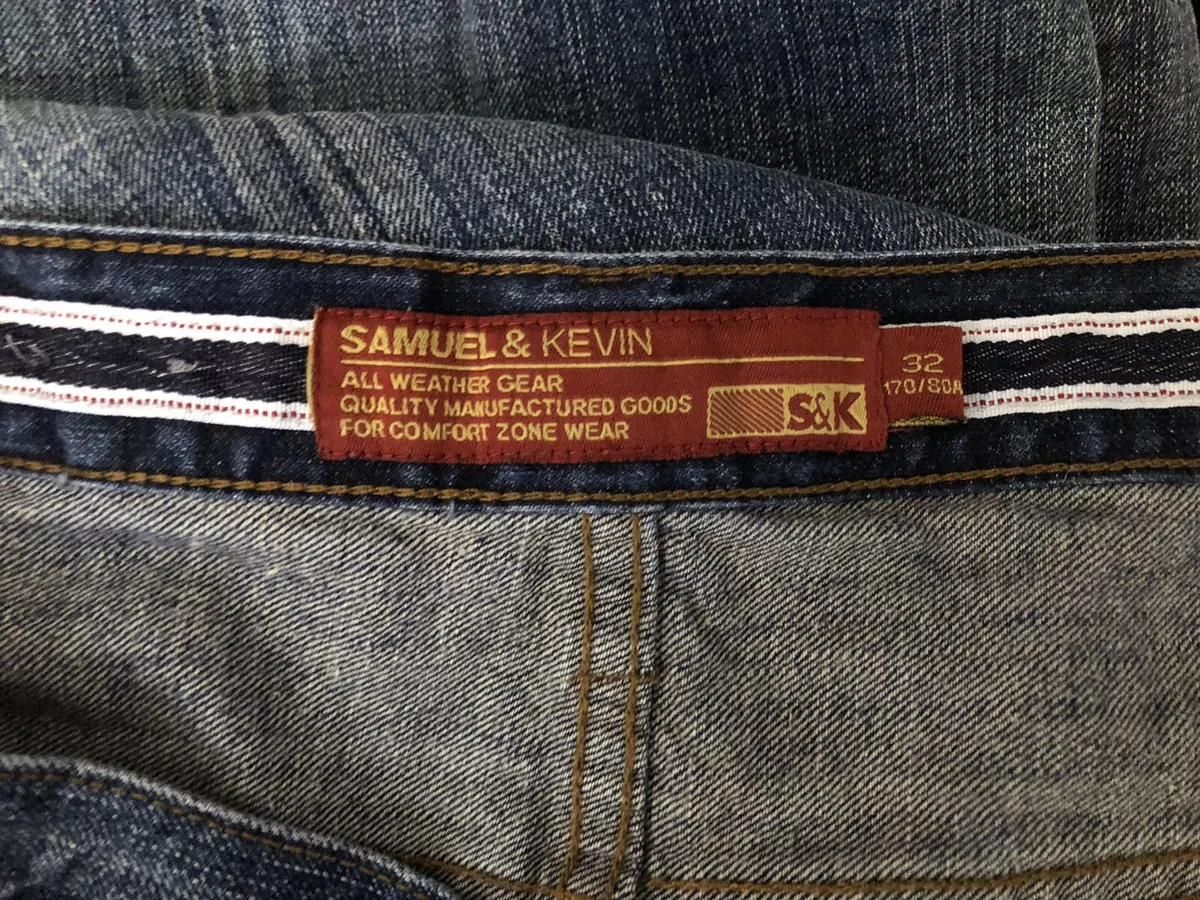 SAMUEL & KEVIN
ALL WEATHER GEAR
QUALITY MANUFACTURED GOODS
FOR COMFORT ZONE WEAR
S&K
32
170/80A